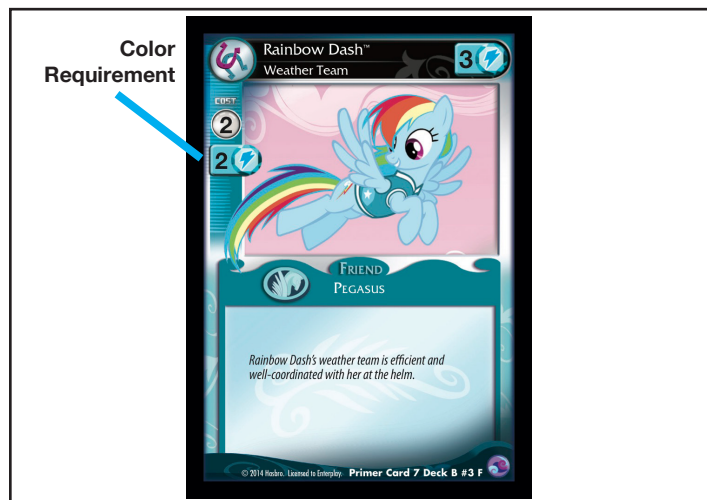 Color
Requirement
Rainbow Dash™
Weather Team
3
COST
2
2
FRIEND
PEGASUS
Rainbow Dash's weather team is efficient and
well-coordinated with her at the helm.
© 2014 Hasbro. Licensed to Enterplay. Primer Card 7 Deck B #3 F